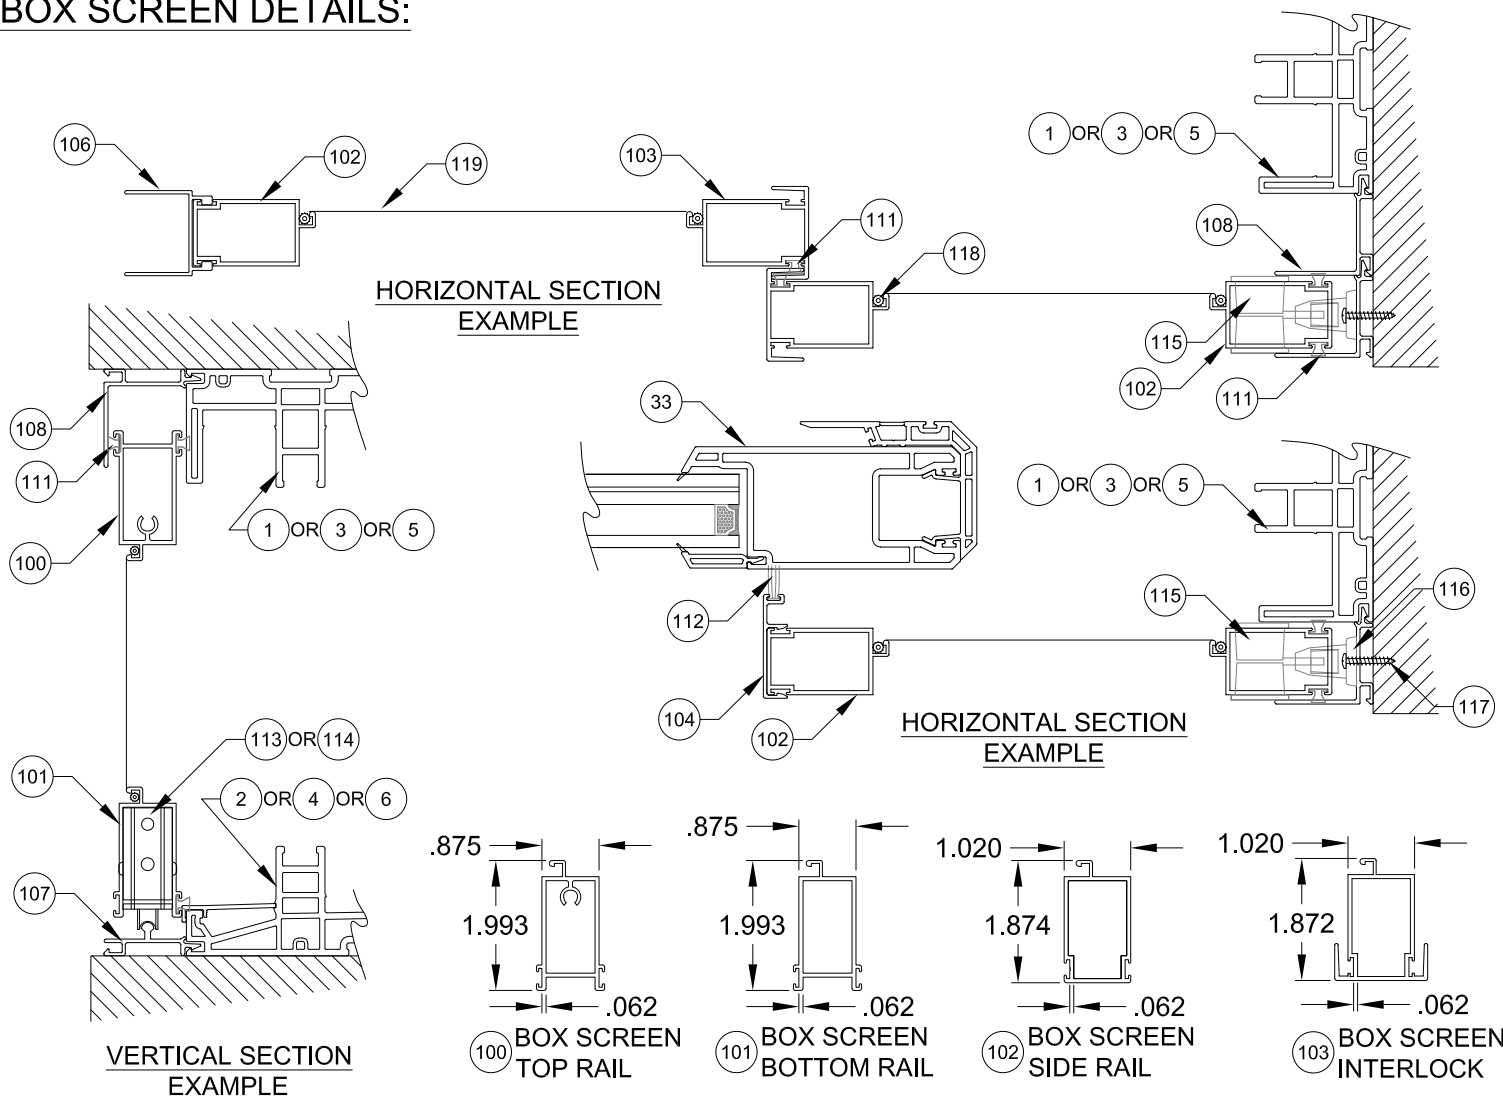 BOX SCREEN DETAILS:
106
102
119
103
111
118
1 OR 3 OR 5
108
115
102
111
HORIZONTAL SECTION
EXAMPLE
108
111
100
1 OR 3 OR 5
33
112
104
102
1 OR 3 OR 5
115
116
117
HORIZONTAL SECTION
EXAMPLE
101
113 OR 114
2 OR 4 OR 6
107
VERTICAL SECTION
EXAMPLE
.875
1.993
.062
100 BOX SCREEN
TOP RAIL
.875
1.993
.062
101 BOX SCREEN
BOTTOM RAIL
1.020
1.874
.062
102 BOX SCREEN
SIDE RAIL
1.020
1.872
.062
103 BOX SCREEN
INTERLOCK